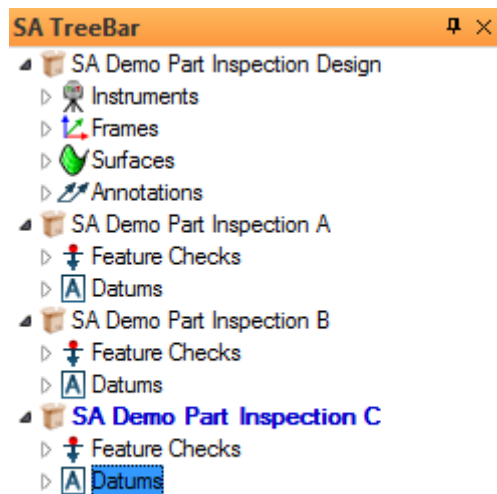 SA TreeBar
SA Demo Part Inspection Design
Instruments
Frames
Surfaces
Annotations
SA Demo Part Inspection A
Feature Checks
A Datums
SA Demo Part Inspection B
Feature Checks
A Datums
SA Demo Part Inspection C
Feature Checks
A Datums